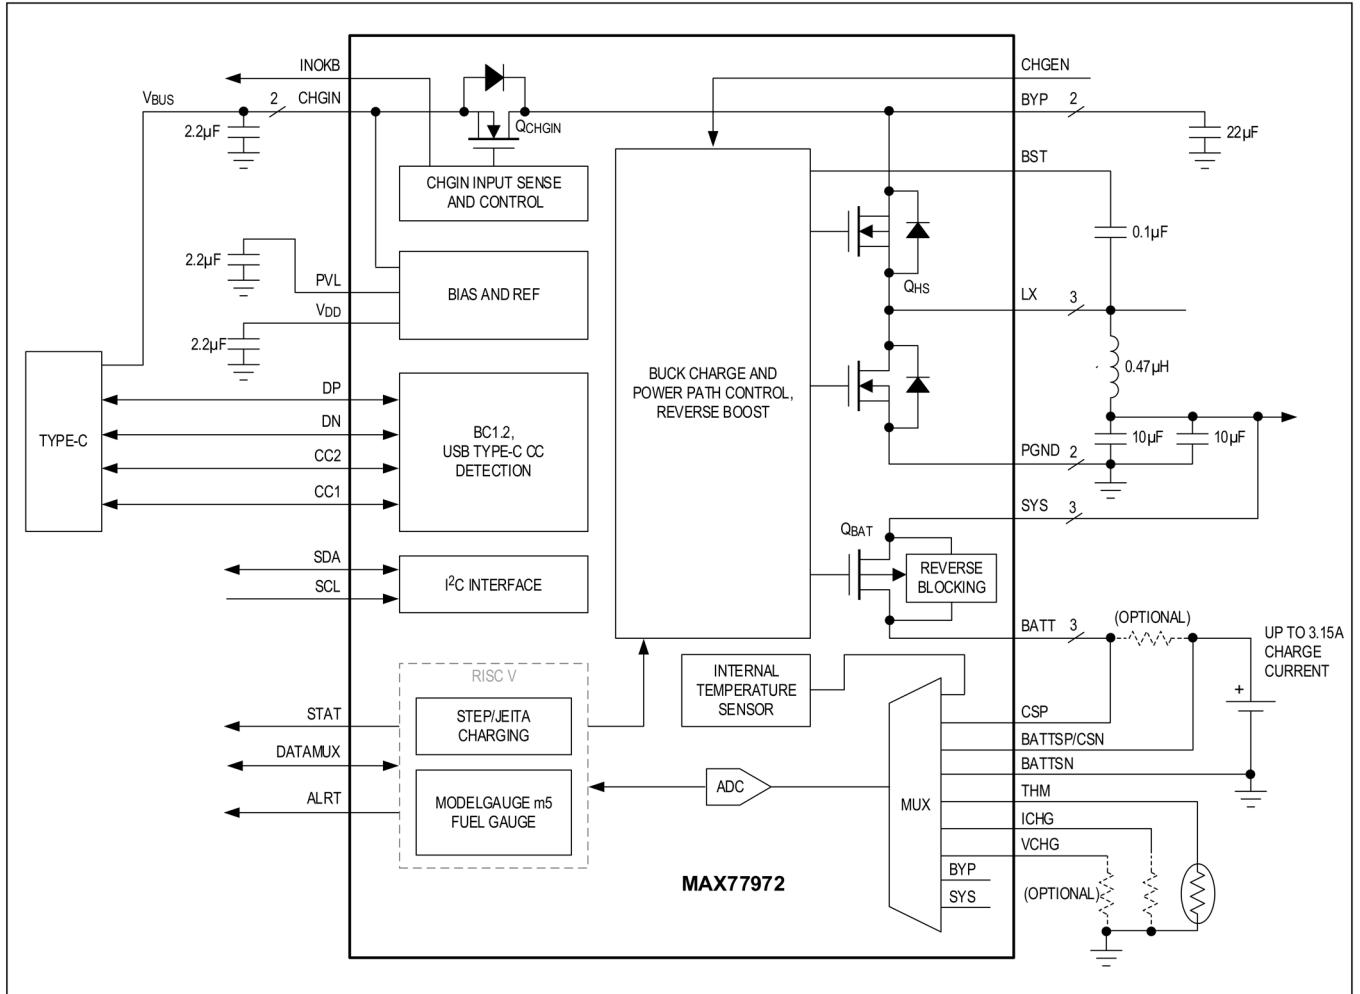 INOKB
CHGEN
VBUS
2
CHGIN
BYP
2
2.2µF
QCHGIN
22µF
BST
CHGIN INPUT SENSE
AND CONTROL
0.1µF
2.2µF
PVL
BIAS AND REF
QHS
LX
3
VDD
2.2µF
0.47µH
BUCK CHARGE AND
POWER PATH CONTROL,
REVERSE BOOST
DP
DN
TYPE-C
BC1.2,
USB TYPE-C CC
DETECTION
10µF
10µF
CC2
PGND
2
CC1
SYS
3
QBAT
SDA
SCL
I2C INTERFACE
REVERSE
BLOCKING
BATT
3
(OPTIONAL)
UP TO 3.15A
CHARGE
CURRENT
RISC V
INTERNAL
TEMPERATURE
SENSOR
+
STAT
STEP/JEITA
CHARGING
CSP
DATAMUX
BATTSP/CSN
BATTSN
ADC
ALRT
MODELGAUGE m5
FUEL GAUGE
MUX
THM
ICHG
VCHG
BYP
SYS
(OPTIONAL)
MAX77972